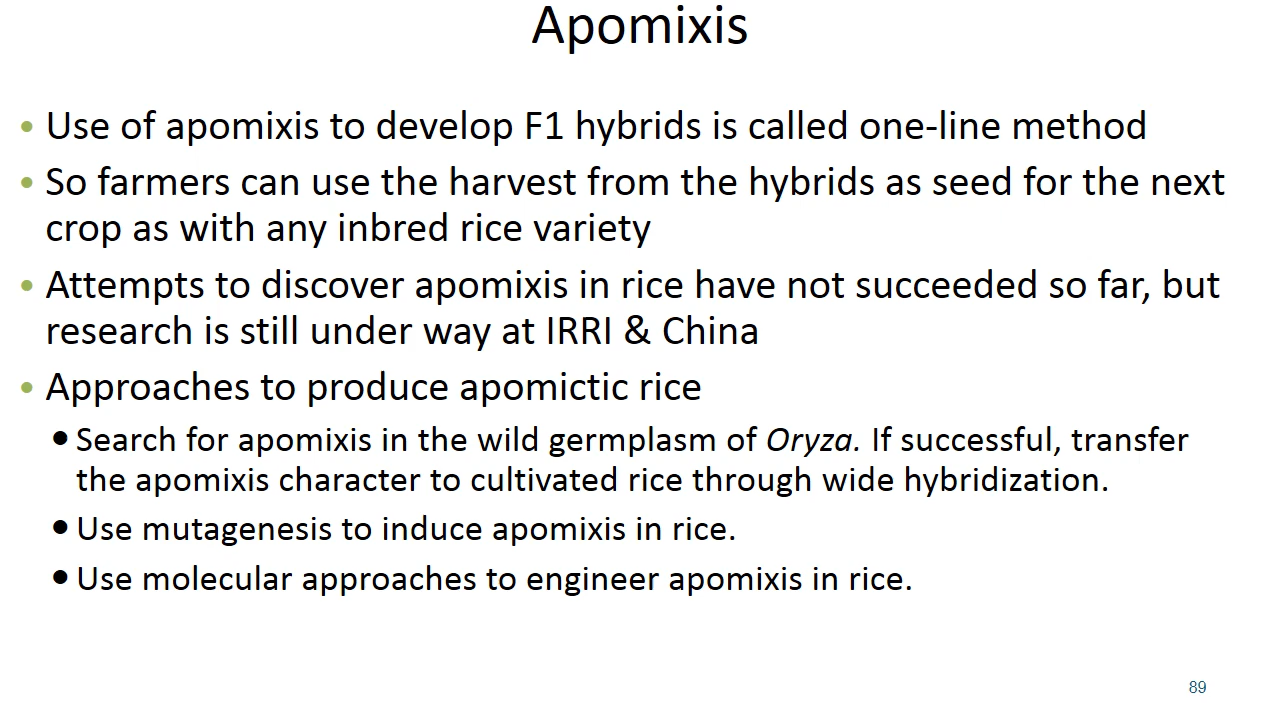 Apomixis
• Use of apomixis to develop F1 hybrids is called one-line method
• So farmers can use the harvest from the hybrids as seed for the next
crop as with any inbred rice variety
• Attempts to discover apomixis in rice have not succeeded so far, but
research is still under way at IRRI & China
• Approaches to produce apomictic rice
• Search for apomixis in the wild germplasm of Oryza. If successful, transfer
the apomixis character to cultivated rice through wide hybridization.
• Use mutagenesis to induce apomixis in rice.
• Use molecular approaches to engineer apomixis in rice.
89